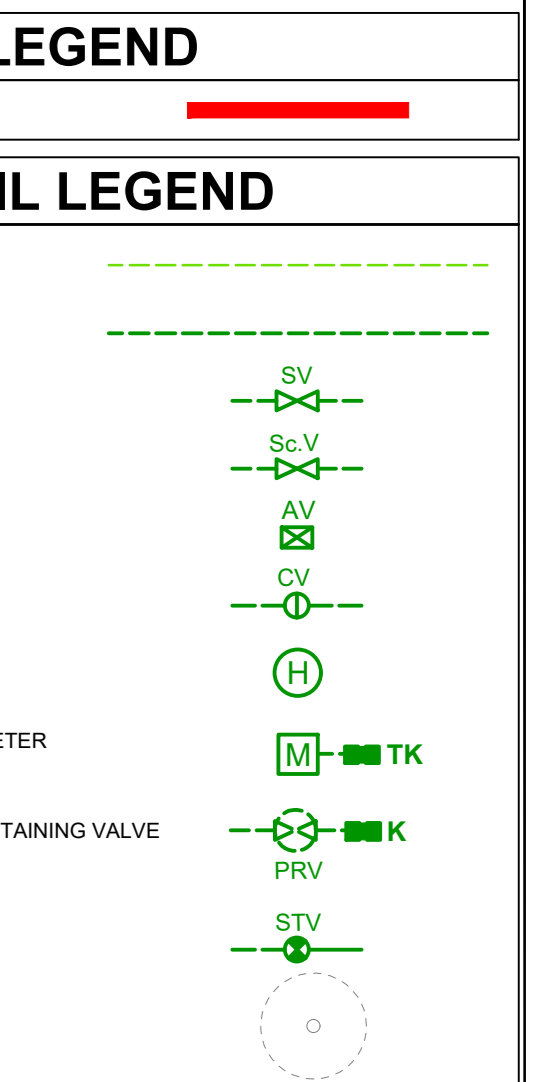 LEGEND
IL LEGEND
SV
Sc.V
AV
CV
H
ETER
M TK
TAINING VALVE
K
PRV
STV